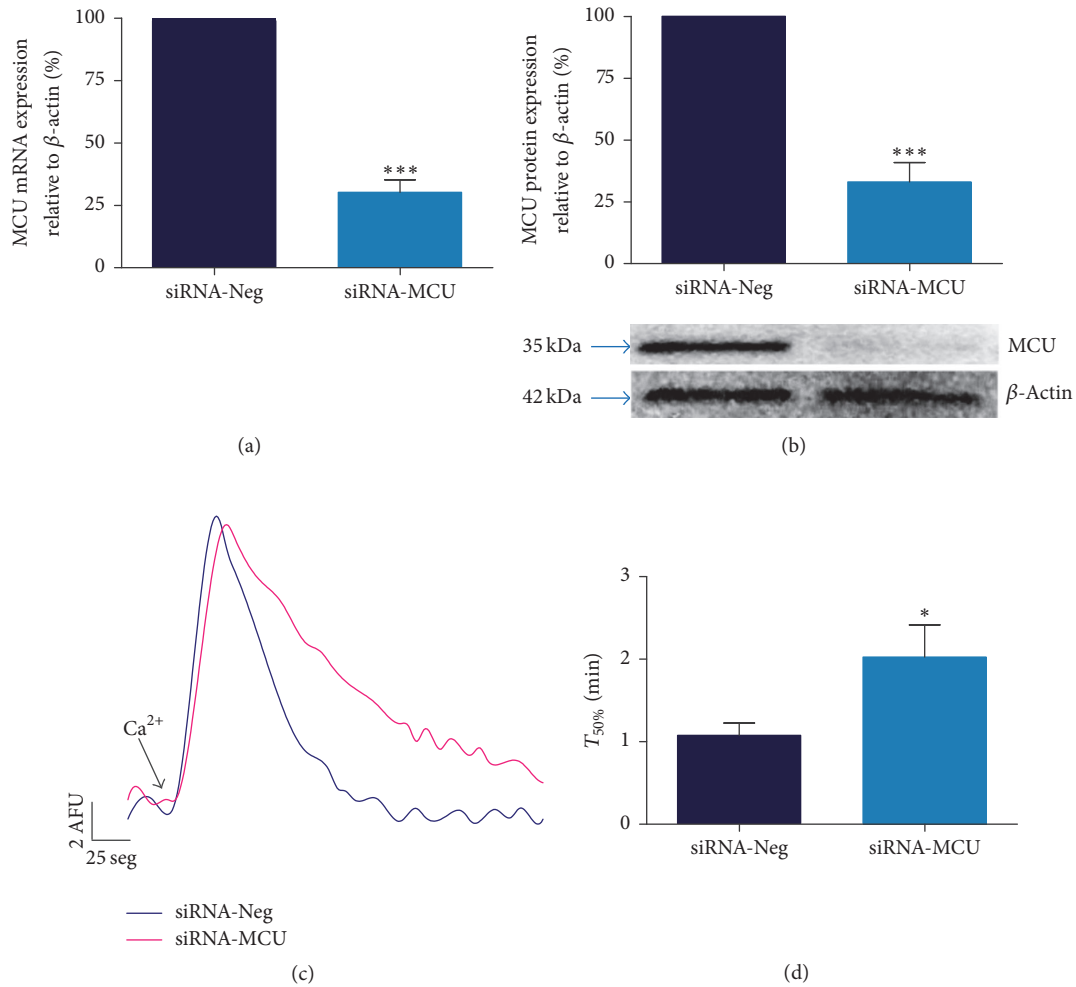 MCU mRNA expression
relative to β-actin (%)
100
75
50
25
0
***
siRNA-Neg
siRNA-MCU
(a)
MCU protein expression
relative to β-actin (%)
100
75
50
25
0
***
siRNA-Neg
siRNA-MCU
35 kDa
MCU
42 kDa
β-Actin
(b)
Ca²⁺
2 AFU
25 seg
siRNA-Neg
siRNA-MCU
(c)
T50% (min)
3
2
1
0
*
siRNA-Neg
siRNA-MCU
(d)